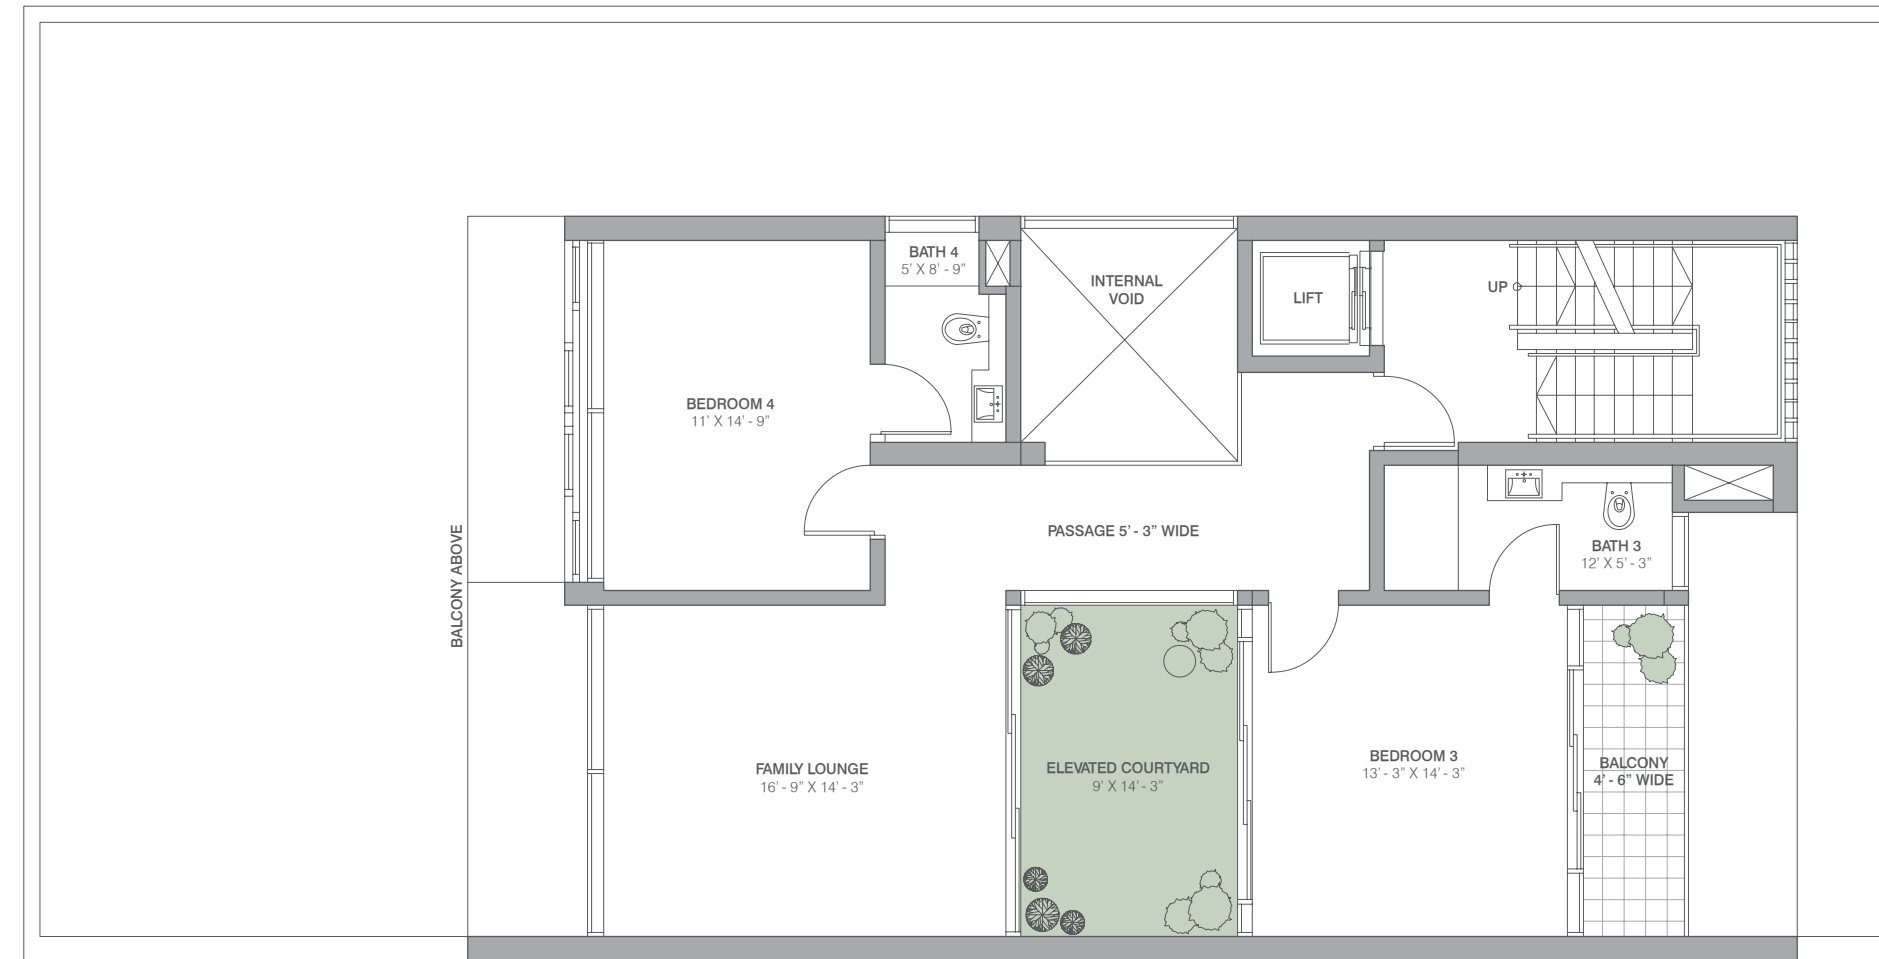 BATH 4
5' X 8' - 9"
INTERNAL
VOID
LIFT
UP
BEDROOM 4
11' X 14' - 9"
BALCONY ABOVE
PASSAGE 5' - 3" WIDE
BATH 3
12' X 5' - 3"
FAMILY LOUNGE
16' - 9" X 14' - 3"
ELEVATED COURTYARD
9' X 14' - 3"
BEDROOM 3
13' - 3" X 14' - 3"
BALCONY
4' - 6" WIDE